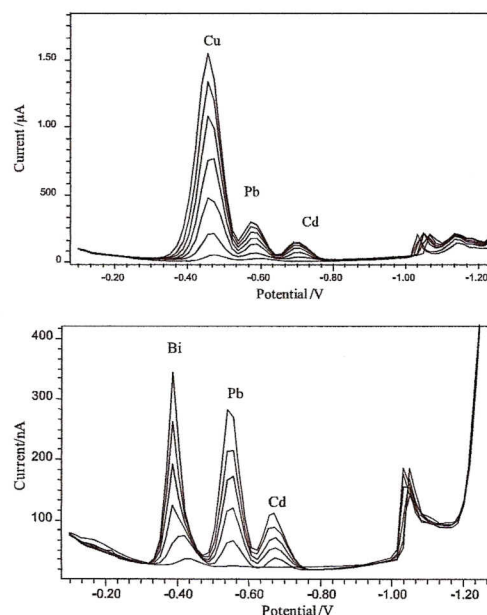 Cu
1.50
Current /µA
1.00
Pb
Cd
500
0
-0.20 -0.40 -0.60 -0.80 -1.00 -1.20
Potential /V
400
Bi
Pb
300
Current/nA
200
Cd
100
-0.20 -0.40 -0.60 -0.80 -1.00 -1.20
Potential /V